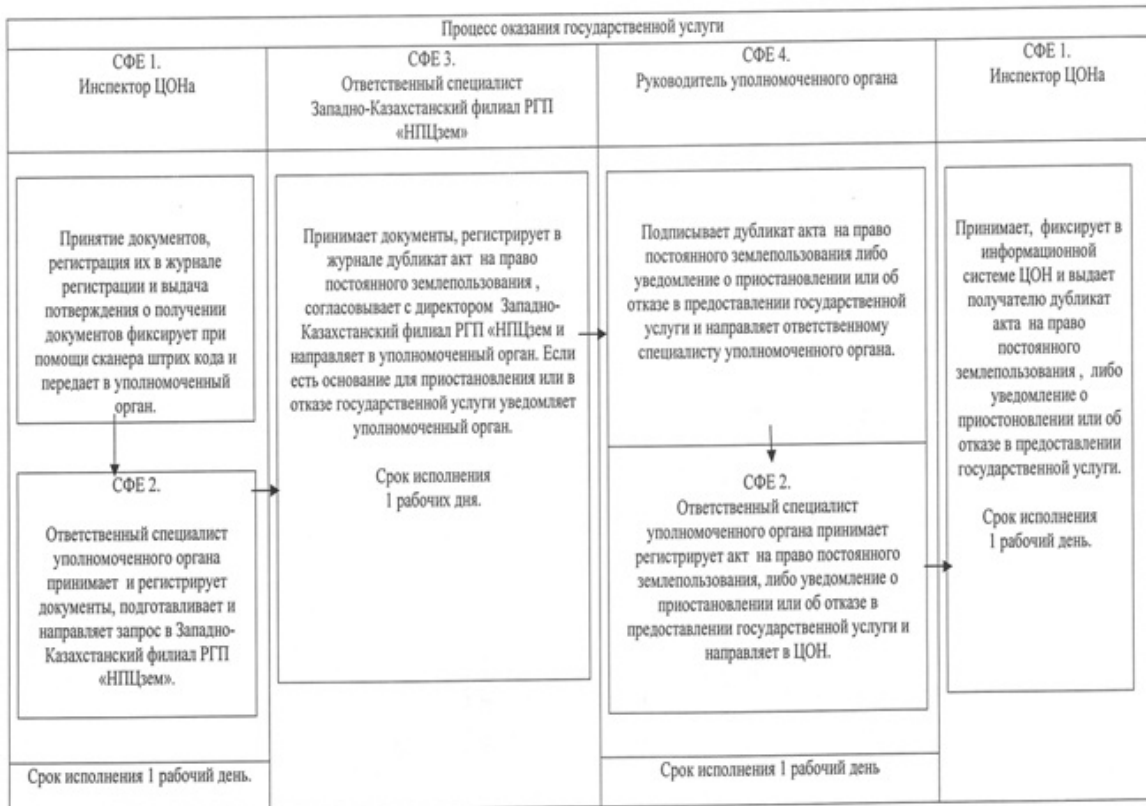 Процесс оказания государственной услуги
СФЕ 1.
Инспектор ЦОНа
СФЕ 3.
Ответственный специалист
Западно-Казахстанский филиал РГП
«НПЦзем»
СФЕ 4.
Руководитель уполномоченного органа
СФЕ 1.
Инспектор ЦОНа
Принятие документов,
регистрация их в журнале
регистрации и выдача
потверждения о получении
документов фиксирует при
помощи сканера штрих кода и
передает в уполномоченный
орган.
СФЕ 2.
Ответственный специалист
уполномоченного органа
принимает и регистрирует
документы, подготавливает и
направляет запрос в Западно-
Казахстанский филиал РГП
«НПЦзем».
Срок исполнения 1 рабочий день.
Принимает документы, регистрирует в
журнале дубликат акт на право
постоянного землепользования ,
согласовывает с директором Западно-
Казахстанский филиал РГП «НПЦзем и
направляет в уполномоченный орган. Если
есть основание для приостановления или в
отказе государственной услуги уведомляет
уполномоченный орган.
Срок исполнения
1 рабочих дня.
Подписывает дубликат акта на право
постоянного землепользования либо
уведомление о приостановлении или об
отказе в предоставлении государственной
услуги и направляет ответственному
специалисту уполномоченного органа.
СФЕ 2.
Ответственный специалист
уполномоченного органа принимает
регистрирует акт на право постоянного
землепользования, либо уведомление о
приостановлении или об отказе в
предоставлении государственной услуги и
направляет в ЦОН.
Срок исполнения 1 рабочий день
Принимает, фиксирует в
информационной
системе ЦОН и выдает
получателю дубликат
акта на право
постоянного
землепользования , либо
уведомление о
приостоновлении или об
отказе в предоставлении
государственной услуги.
Срок исполнения
1 рабочий день.